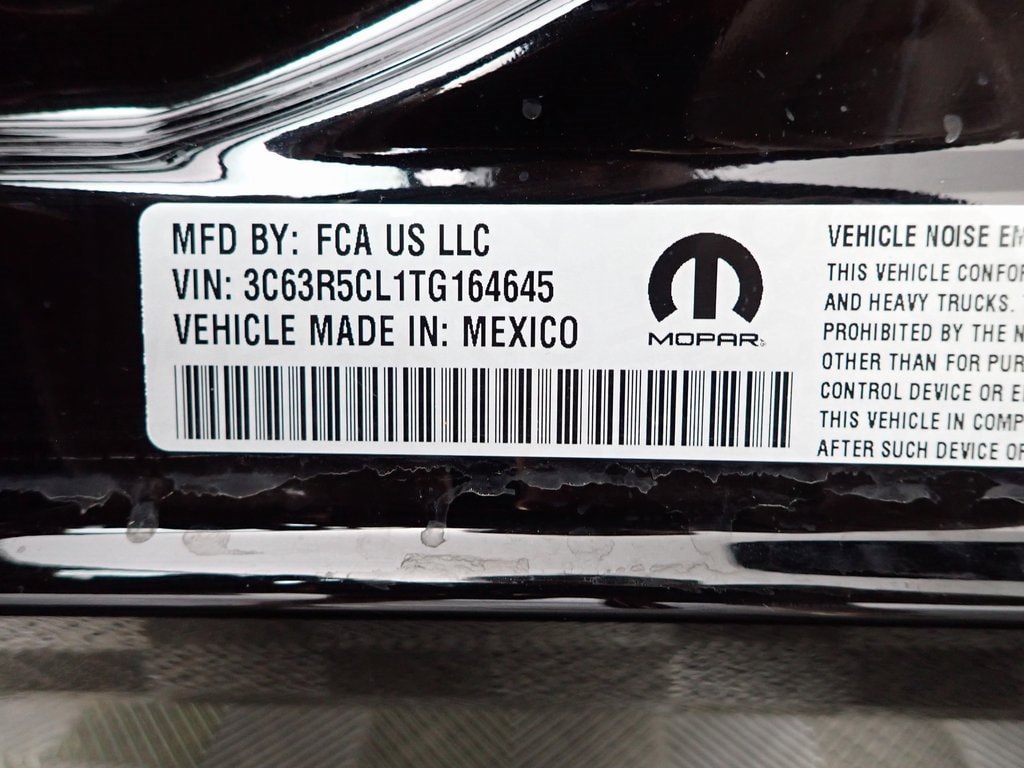 MFD BY: FCA US LLC
VIN: 3C63R5CL1TG164645
VEHICLE MADE IN: MEXICO
MOPAR
VEHICLE NOISE
THIS VEHICLE
AND HEAVY TRUCKS.
PROHIBITED BY THE
OTHER THAN FOR
CONTROL DEVICE OR
THIS VEHICLE IN
AFTER SUCH DEVICE